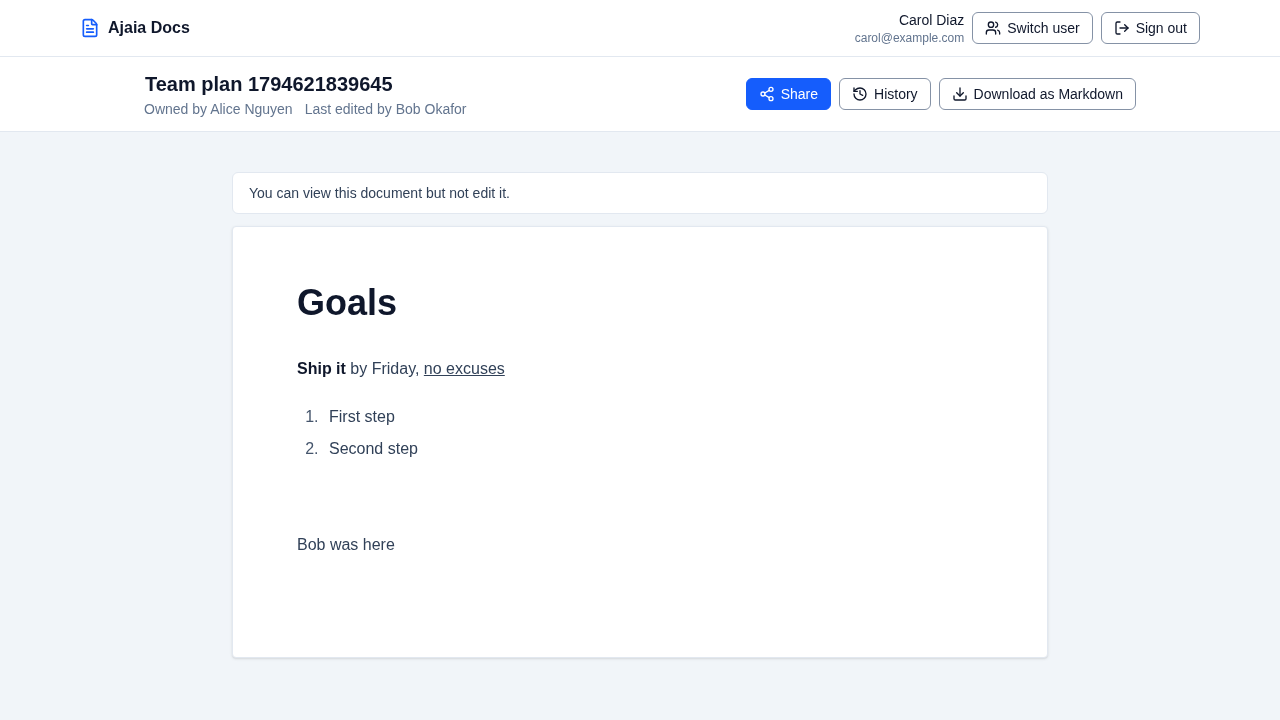 Ajaia Docs
Carol Diaz
carol@example.com
Switch user
Sign out
Team plan 1794621839645
Owned by Alice Nguyen Last edited by Bob Okafor
Share
History
Download as Markdown
You can view this document but not edit it.
Goals
Ship it by Friday, no excuses
1. First step
2. Second step
Bob was here